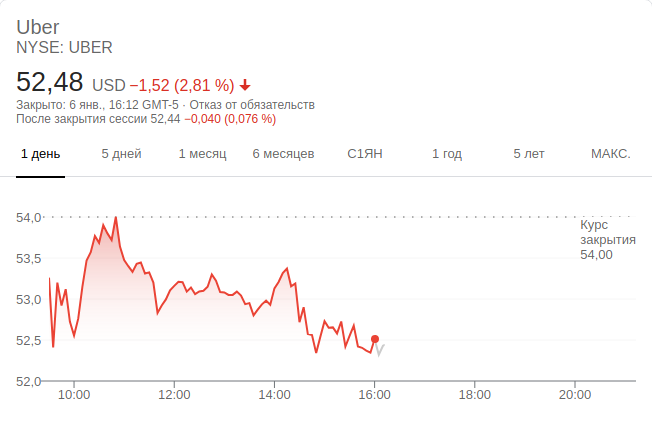 Uber
NYSE: UBER
52,48 USD −1,52 (2,81 %)
Закрыто: 6 янв., 16:12 GMT-5 · Отказ от обязательств
После закрытия сессии 52,44 −0,040 (0,076 %)
1 день 5 дней 1 месяц 6 месяцев С1ЯН 1 год 5 лет МАКС.
54,0
Курс
закрытия
54,00
53,5
53,0
52,5
52,0
10:00 12:00 14:00 16:00 18:00 20:00